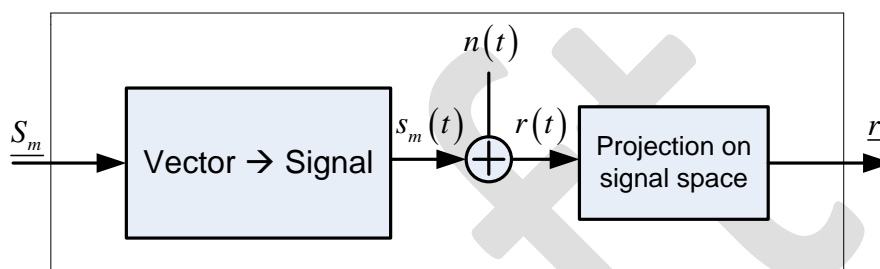 n(t)
S_m
Vector → Signal
s_m(t)
r(t)
Projection on
signal space
r